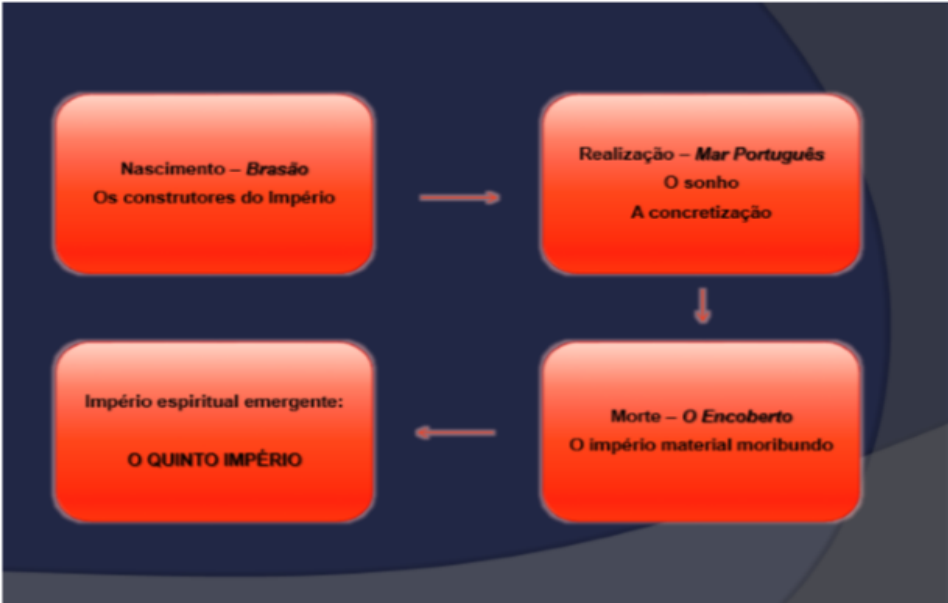 Nascimento – Brasão
Os construtores do Império
Realização – Mar Português
O sonho
A concretização
Morte – O Encoberto
O império material moribundo
Império espiritual emergente:
O QUINTO IMPÉRIO